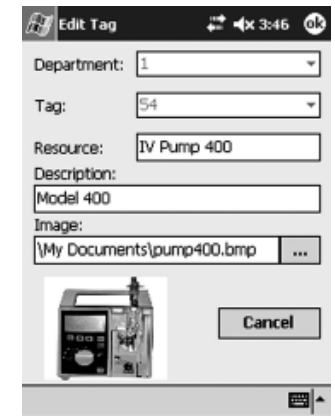 Edit Tag 3:46 ok
Department: 1
Tag: 54
Resource: IV Pump 400
Description:
Model 400
Image:
\My Documents\pump400.bmp ...
Cancel